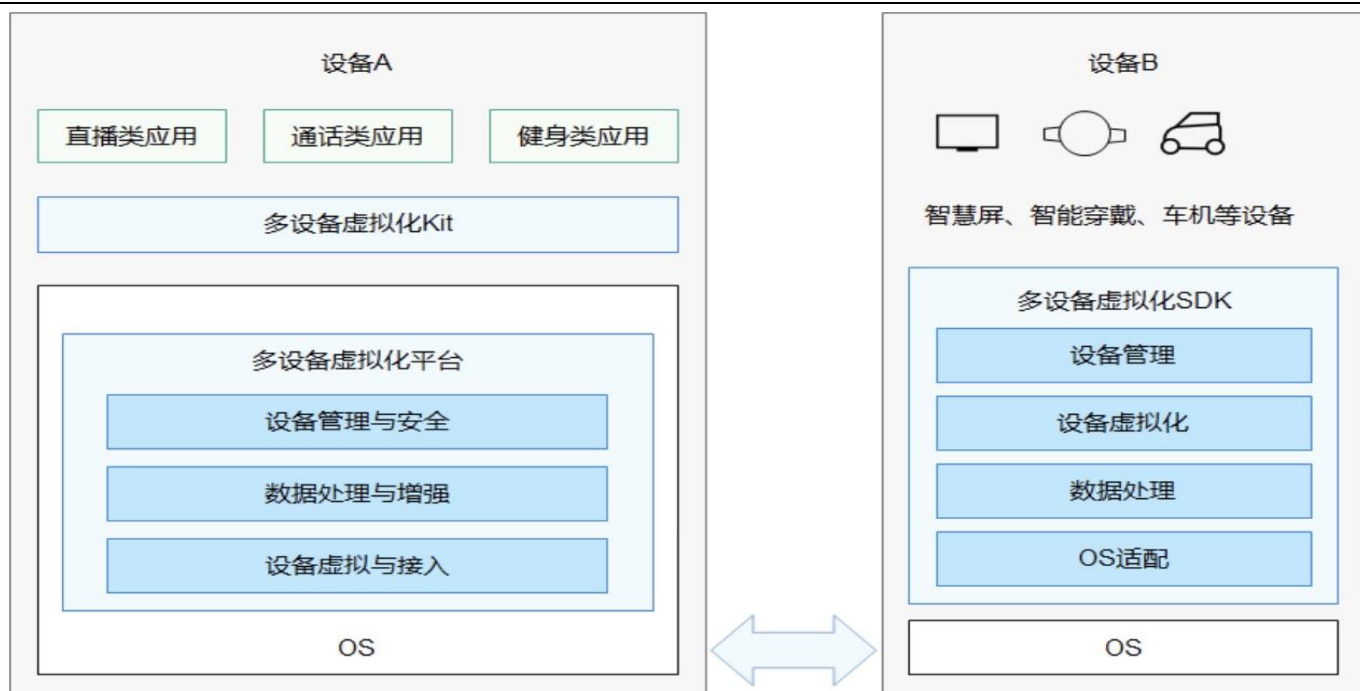 设备A
直播类应用
通话类应用
健身类应用
多设备虚拟化Kit
多设备虚拟化平台
设备管理与安全
数据处理与增强
设备虚拟与接入
OS
设备B
智慧屏、智能穿戴、车机等设备
多设备虚拟化SDK
设备管理
设备虚拟化
数据处理
OS适配
OS